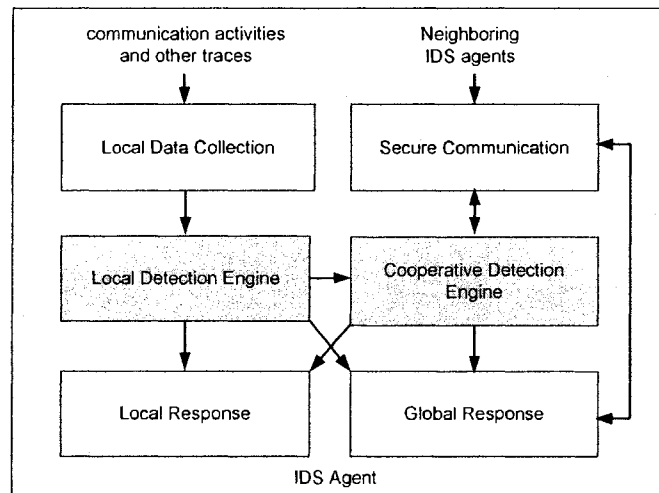 communication activities
and other traces
Neighboring
IDS agents
Local Data Collection
Secure Communication
Local Detection Engine
Cooperative Detection
Engine
Local Response
Global Response
IDS Agent